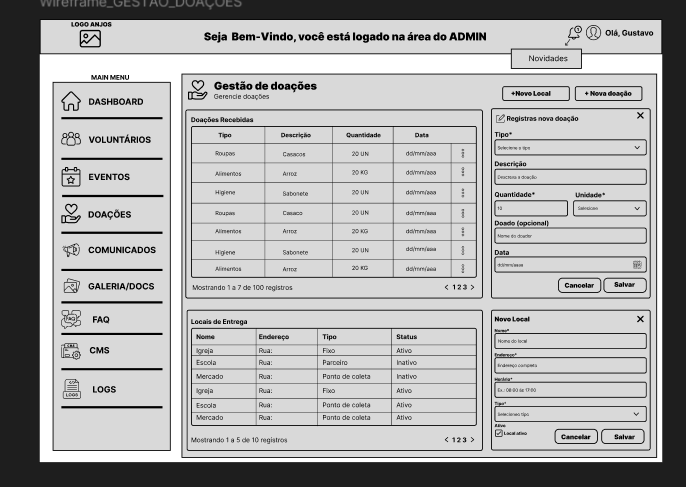 Wireframe_GESTÃO_DOAÇÕES
LOGO ANJOS
Seja Bem-Vindo, você está logado na área do ADMIN
Olá, Gustavo
Novidades
MAIN MENU
DASHBOARD
VOLUNTÁRIOS
EVENTOS
DOAÇÕES
COMUNICADOS
GALERIA/DOCS
FAQ
CMS
LOGS
Gestão de doações
Gerencie doações
+Novo Local
+ Nova doação
Doações Recebidas
Tipo Descrição Quantidade Data
Roupas Casacos 20 UN dd/mm/aaa
Alimentos Arroz 20 KG dd/mm/aaa
Higiene Sabonete 20 UN dd/mm/aaa
Roupas Casaco 20 UN dd/mm/aaa
Alimentos Arroz 20 KG dd/mm/aaa
Higiene Sabonete 20 UN dd/mm/aaa
Alimentos Arroz 20 KG dd/mm/aaa
Mostrando 1 a 7 de 100 registros
< 1 2 3 >
Registras nova doação X
Tipo*
Selecione o tipo
Descrição
Descreva a doação
Quantidade* Unidade*
10 Selecione
Doado (opcional)
Nome do doador
Data
dd/mm/aaaa
Cancelar Salvar
Locais de Entrega
Nome Endereço Tipo Status
Igreja Rua: Fixo Ativo
Escola Rua: Parceiro Inativo
Mercado Rua: Ponto de coleta Inativo
Igreja Rua: Fixo Ativo
Escola Rua: Ponto de coleta Ativo
Mercado Rua: Ponto de coleta Ativo
Mostrando 1 a 5 de 10 registros
< 1 2 3 >
Novo Local X
Nome*
Nome do local
Endereço*
Endereço completo
Horário*
Ex.: 08:00 às 17:00
Tipo*
Selecione o tipo
Ativo
Local ativo
Cancelar Salvar